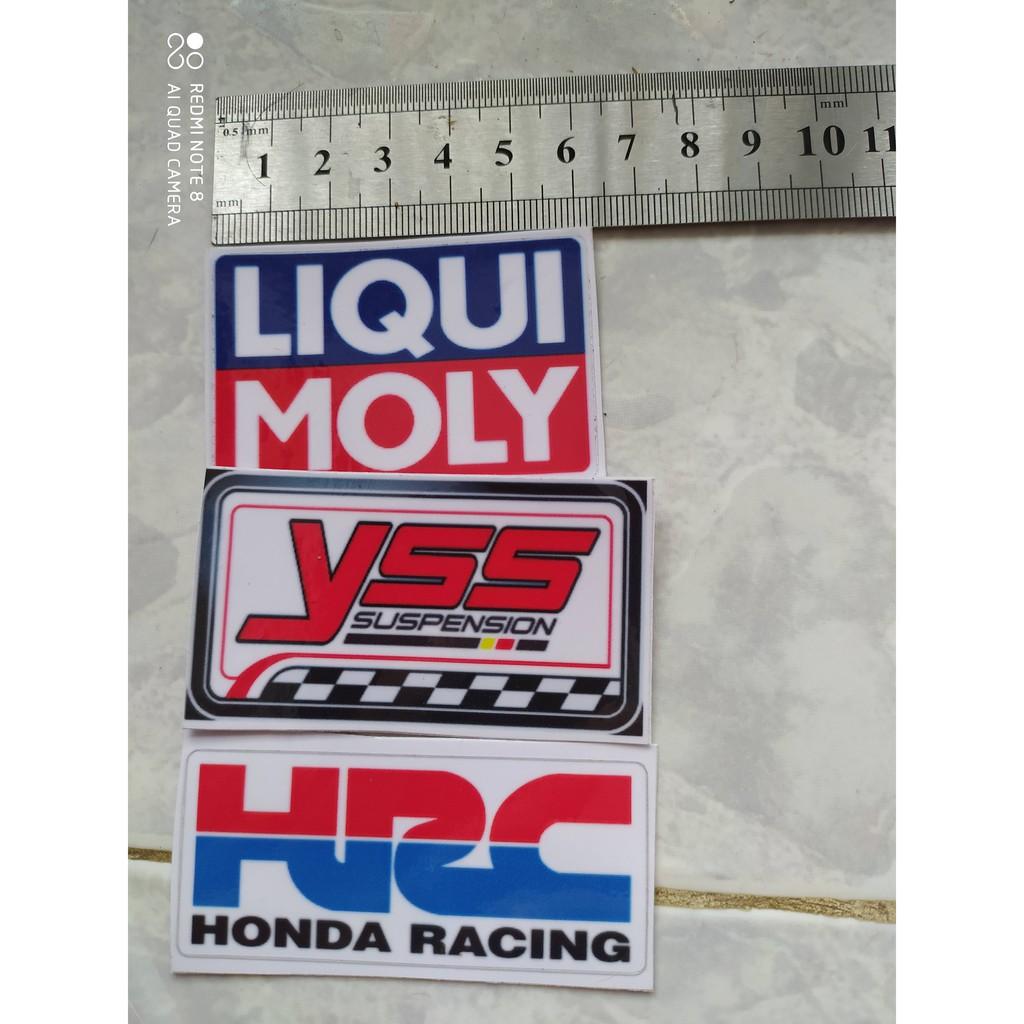 REDMI NOTE 8
AI QUAD CAMERA
0.5 mm
mm
1 2 3 4 5 6 7 8 9 10 11
mm
LIQUI
MOLY
YSS
SUSPENSION
HRC
HONDA RACING